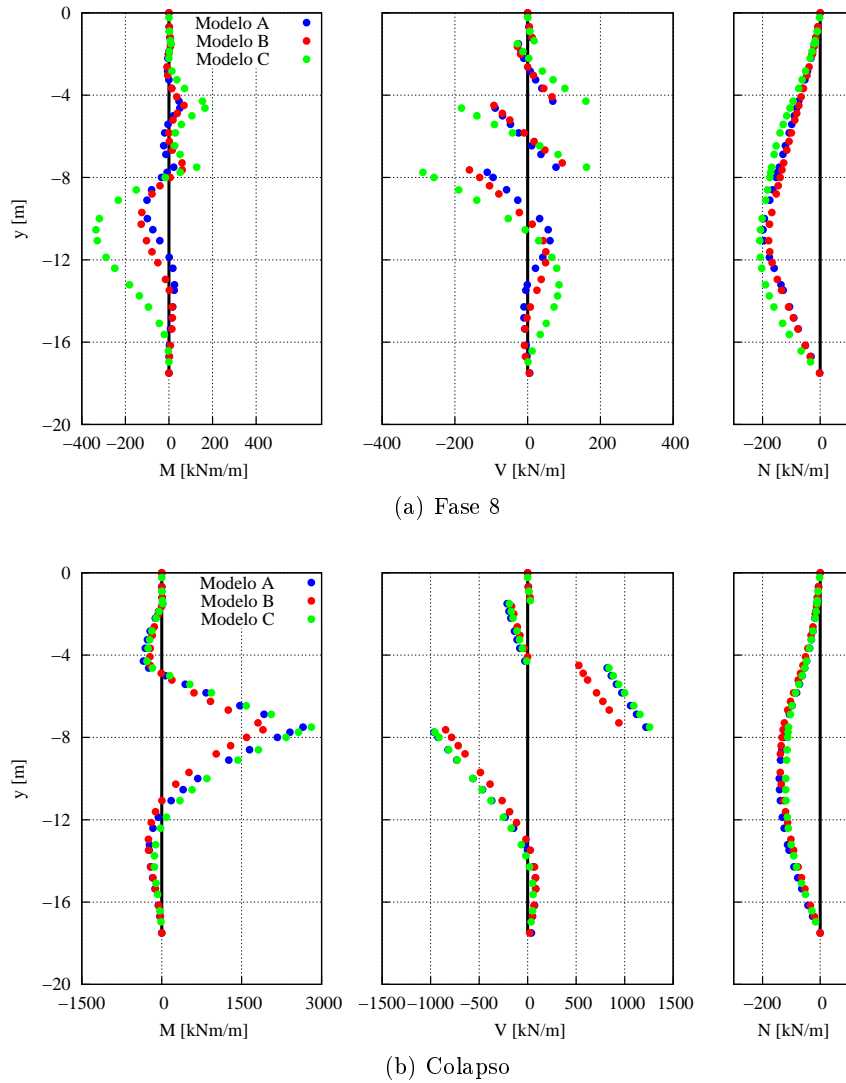 Modelo A
Modelo B
Modelo C
0
−4
−8
−12
−16
−20
y [m]
−400 −200 0 200 400
M [kNm/m]
−400 −200 0 200 400
V [kN/m]
−200 0
N [kN/m]
(a) Fase 8
Modelo A
Modelo B
Modelo C
0
−4
−8
−12
−16
−20
y [m]
−1500 0 1500 3000
M [kNm/m]
−1500 −1000 −500 0 500 1000 1500
V [kN/m]
−200 0
N [kN/m]
(b) Colapso